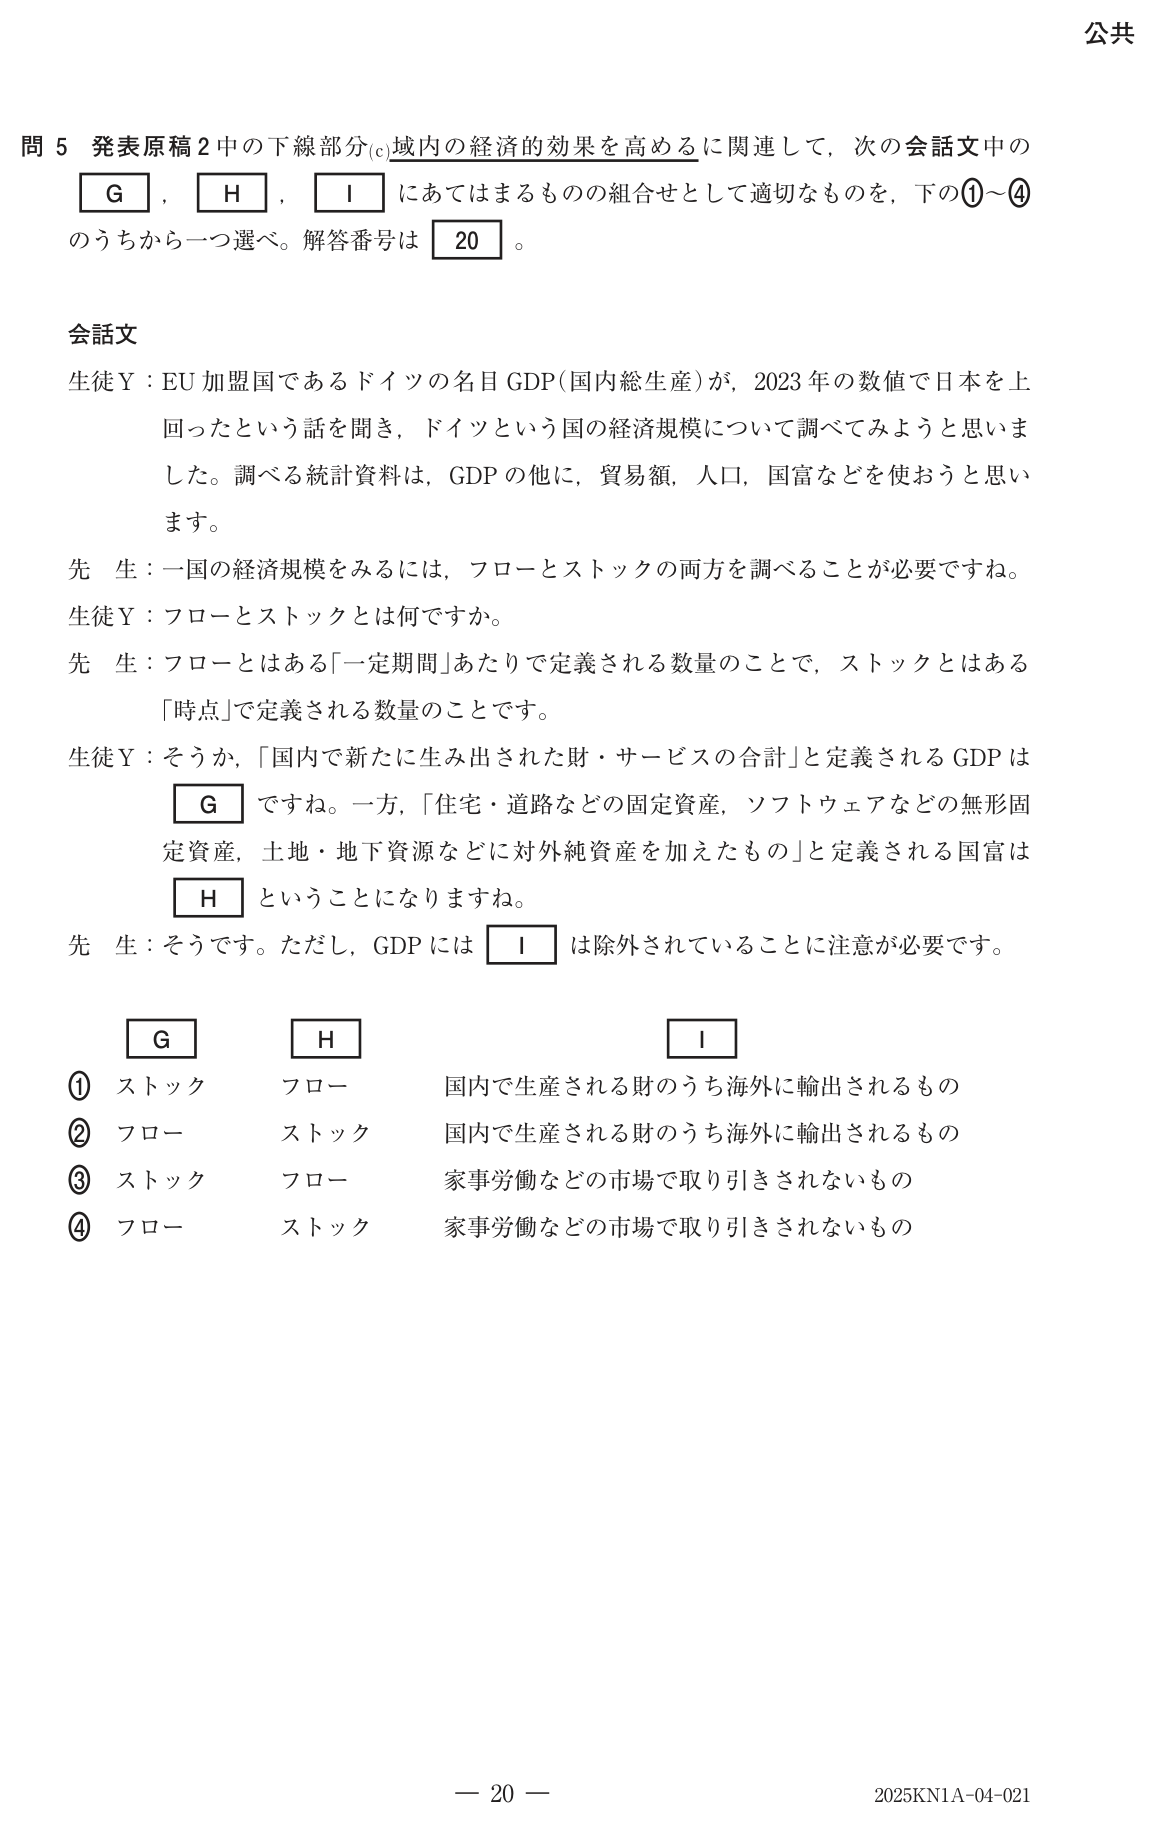 公共
問 5 発表原稿2中の下線部分(c)域内の経済的効果を高めるに関連して，次の会話文中の
G ， H ， I にあてはまるものの組合せとして適切なものを，下の①～④
のうちから一つ選べ。解答番号は 20 。
会話文
生徒Y：EU 加盟国であるドイツの名目 GDP(国内総生産)が，2023 年の数値で日本を上
回ったという話を聞き，ドイツという国の経済規模について調べてみようと思いま
した。調べる統計資料は，GDP の他に，貿易額，人口，国富などを使おうと思い
ます。
先　生：一国の経済規模をみるには，フローとストックの両方を調べることが必要ですね。
生徒Y：フローとストックとは何ですか。
先　生：フローとはある「一定期間」あたりで定義される数量のことで，ストックとはある
「時点」で定義される数量のことです。
生徒Y：そうか，「国内で新たに生み出された財・サービスの合計」と定義される GDP は
G ですね。一方，「住宅・道路などの固定資産，ソフトウェアなどの無形固
定資産，土地・地下資源などに対外純資産を加えたもの」と定義される国富は
H ということになりますね。
先　生：そうです。ただし，GDP には I は除外されていることに注意が必要です。
G H I
① ストック フロー 国内で生産される財のうち海外に輸出されるもの
② フロー ストック 国内で生産される財のうち海外に輸出されるもの
③ ストック フロー 家事労働などの市場で取り引きされないもの
④ フロー ストック 家事労働などの市場で取り引きされないもの
― 20 ―
2025KN1A-04-021